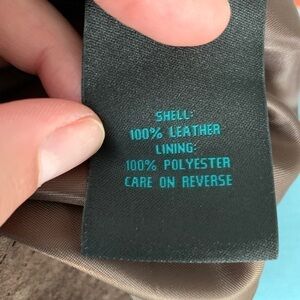 SHELL:
100% LEATHER
LINING:
100% POLYESTER
CARE ON REVERSE